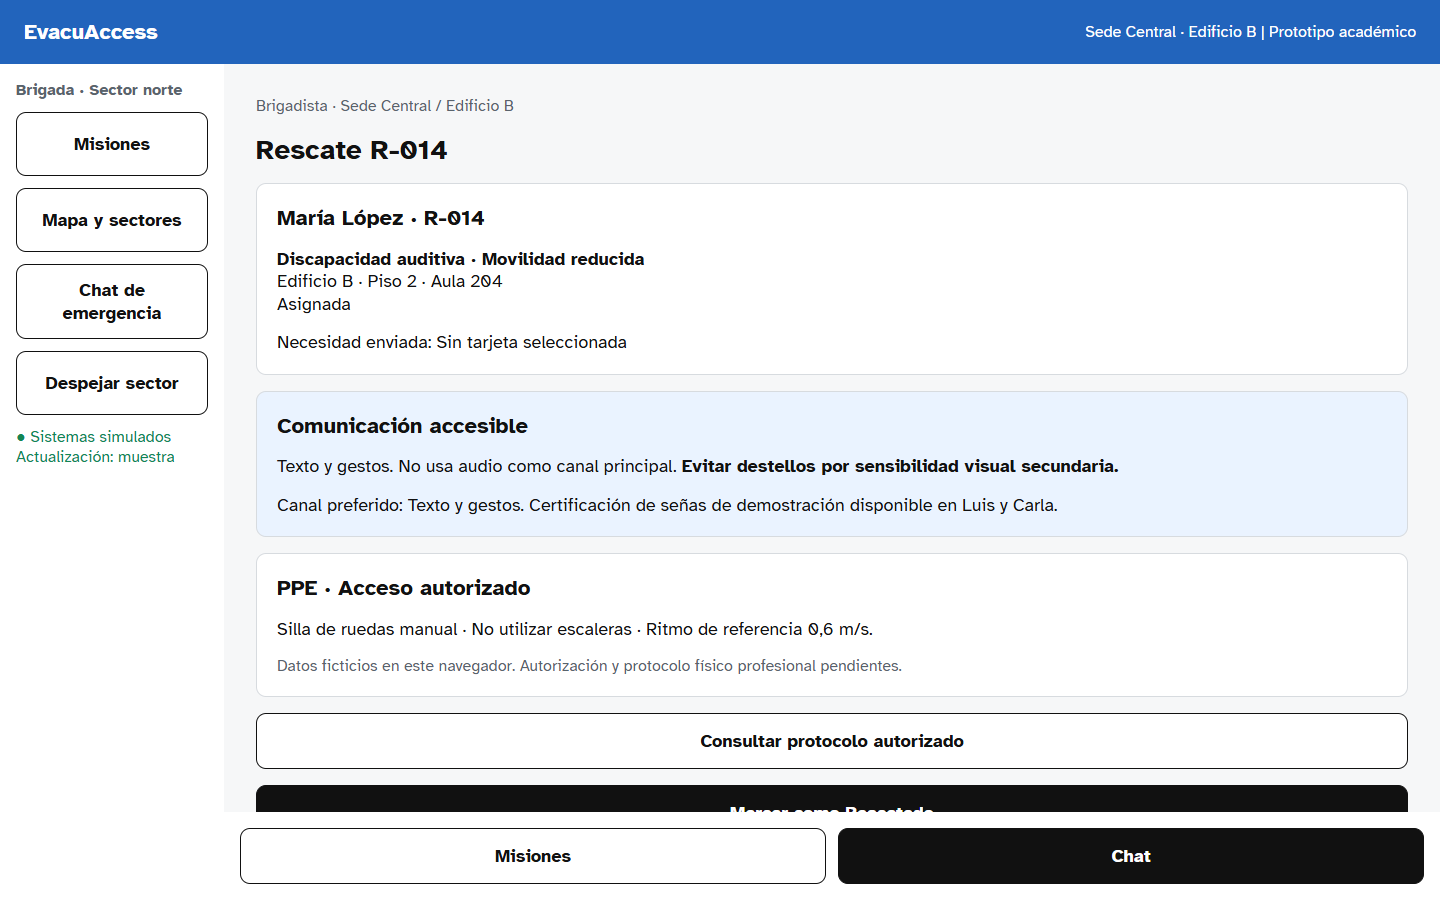 EvacuAccess
Sede Central · Edificio B | Prototipo académico
Brigada · Sector norte
Misiones
Mapa y sectores
Chat de
emergencia
Despejar sector
● Sistemas simulados
Actualización: muestra
Brigadista · Sede Central / Edificio B
Rescate R-014
María López · R-014
Discapacidad auditiva · Movilidad reducida
Edificio B · Piso 2 · Aula 204
Asignada
Necesidad enviada: Sin tarjeta seleccionada
Comunicación accesible
Texto y gestos. No usa audio como canal principal. Evitar destellos por sensibilidad visual secundaria.
Canal preferido: Texto y gestos. Certificación de señas de demostración disponible en Luis y Carla.
PPE · Acceso autorizado
Silla de ruedas manual · No utilizar escaleras · Ritmo de referencia 0,6 m/s.
Datos ficticios en este navegador. Autorización y protocolo físico profesional pendientes.
Consultar protocolo autorizado
Marcar como Rescatado
Misiones
Chat